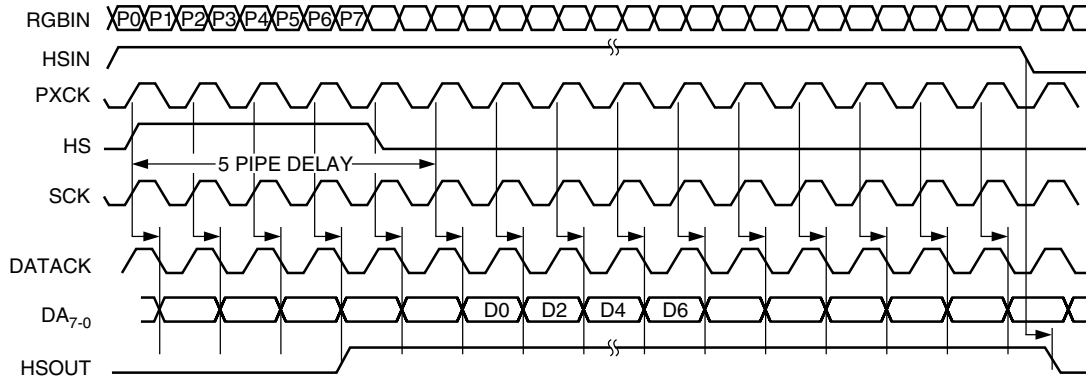 RGBIN P0 P1 P2 P3 P4 P5 P6 P7
HSIN
PXCK
HS
5 PIPE DELAY
SCK
DATACK
DA7-0 D0 D2 D4 D6
HSOUT